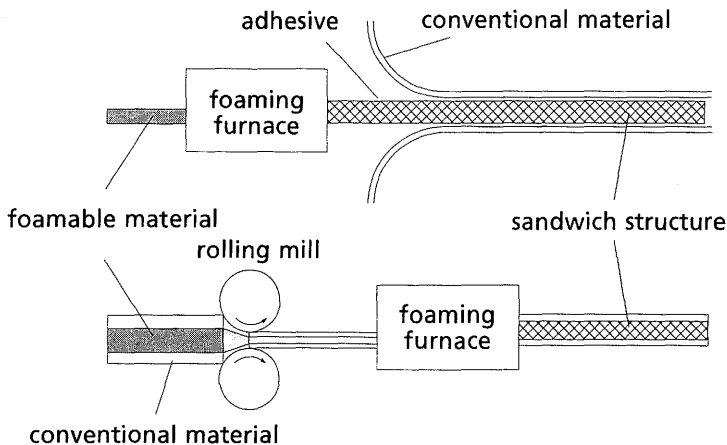 conventional material
adhesive
foaming
furnace
foamable material
sandwich structure
rolling mill
foaming
furnace
conventional material